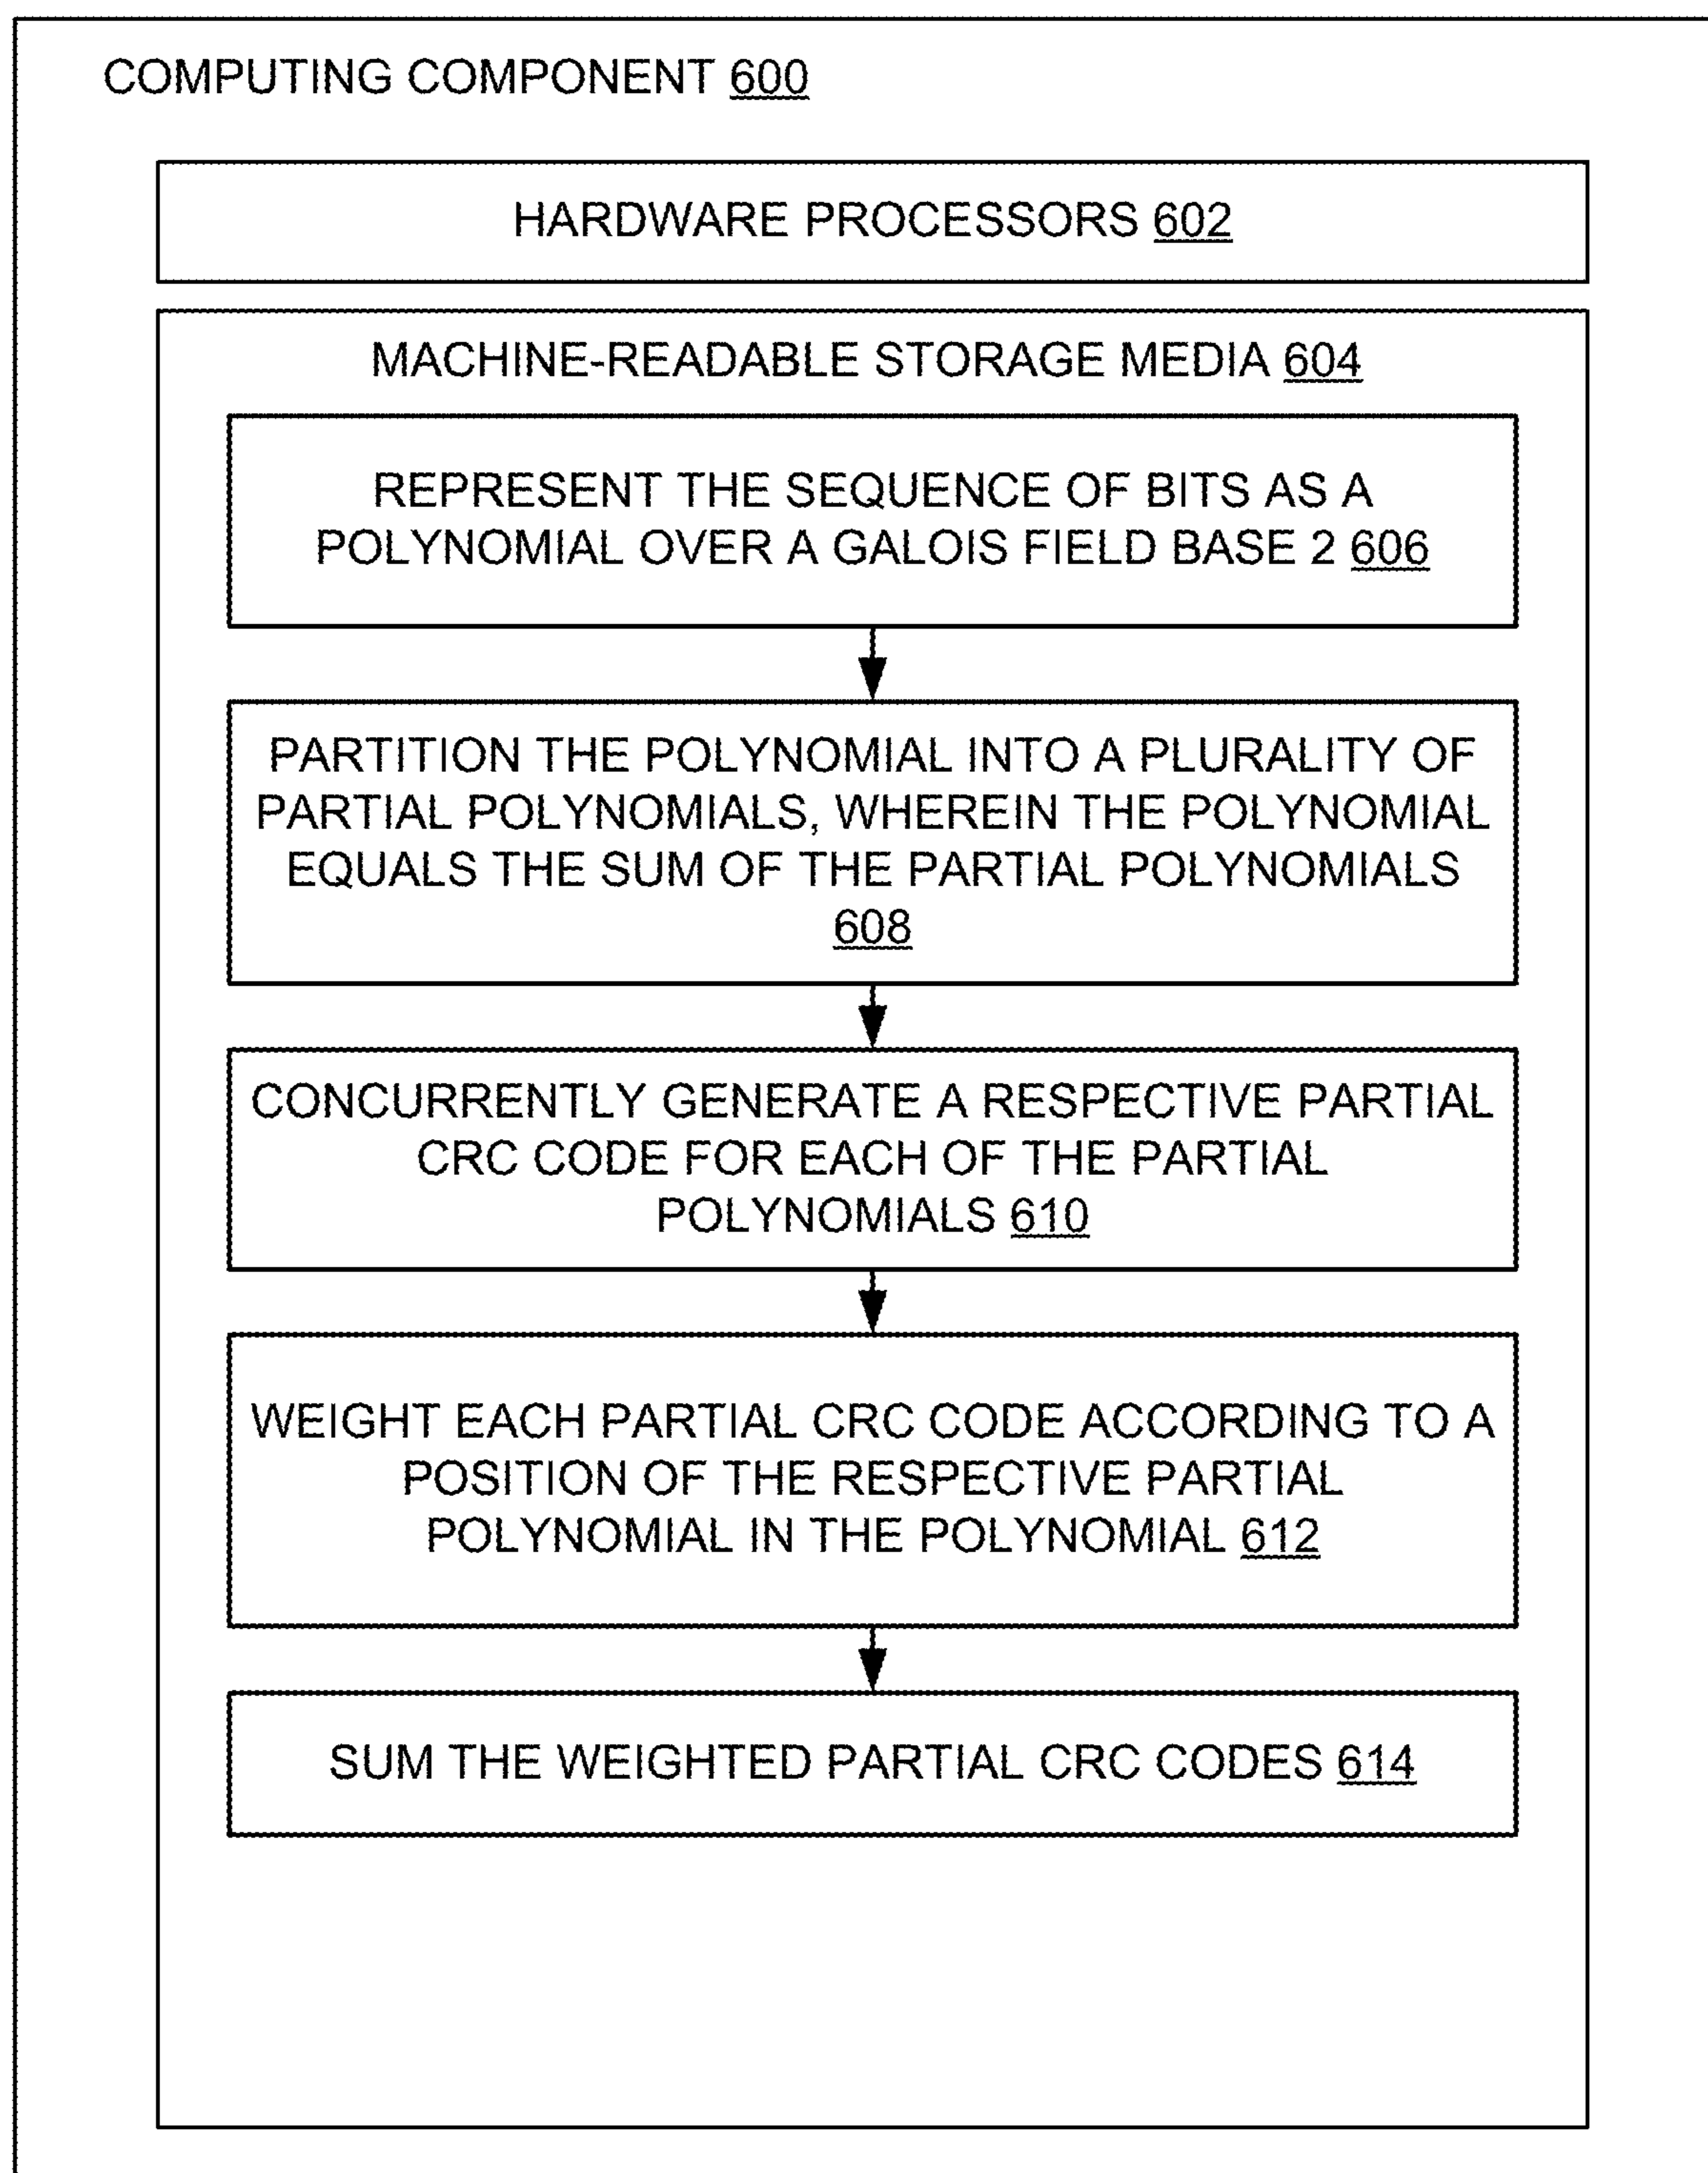 COMPUTING COMPONENT 600
HARDWARE PROCESSORS 602
MACHINE-READABLE STORAGE MEDIA 604
REPRESENT THE SEQUENCE OF BITS AS A
POLYNOMIAL OVER A GALOIS FIELD BASE 2 606
PARTITION THE POLYNOMIAL INTO A PLURALITY OF
PARTIAL POLYNOMIALS, WHEREIN THE POLYNOMIAL
EQUALS THE SUM OF THE PARTIAL POLYNOMIALS
608
CONCURRENTLY GENERATE A RESPECTIVE PARTIAL
CRC CODE FOR EACH OF THE PARTIAL
POLYNOMIALS 610
WEIGHT EACH PARTIAL CRC CODE ACCORDING TO A
POSITION OF THE RESPECTIVE PARTIAL
POLYNOMIAL IN THE POLYNOMIAL 612
SUM THE WEIGHTED PARTIAL CRC CODES 614